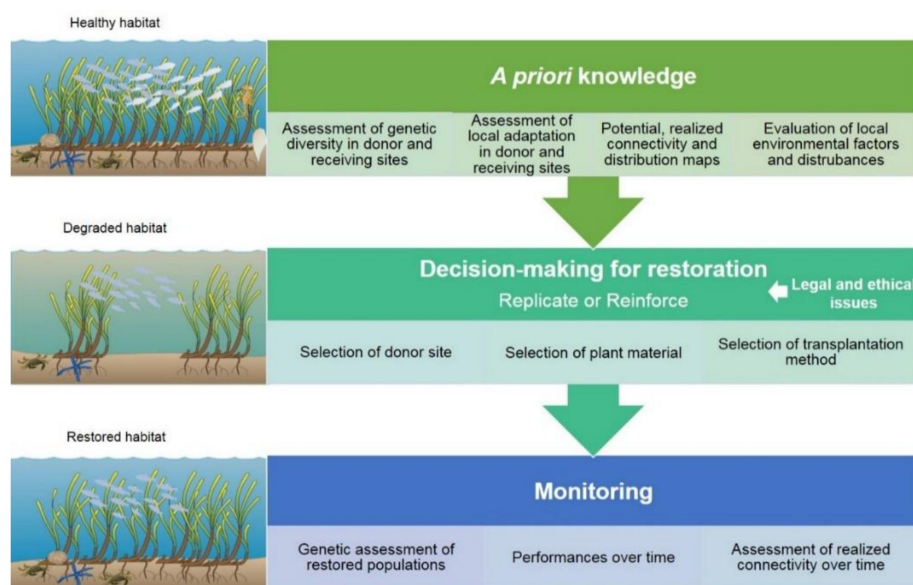 Healthy habitat
A priori knowledge
Assessment of genetic
diversity in donor and
receiving sites
Assessment of
local adaptation
in donor and
receiving sites
Potential, realized
connectivity and
distribution maps
Evaluation of local
environmental factors
and distrubances
Degraded habitat
Decision-making for restoration
Replicate or Reinforce
Legal and ethical
issues
Selection of donor site
Selection of plant material
Selection of transplantation
method
Restored habitat
Monitoring
Genetic assessment of
restored populations
Performances over time
Assessment of realized
connectivity over time